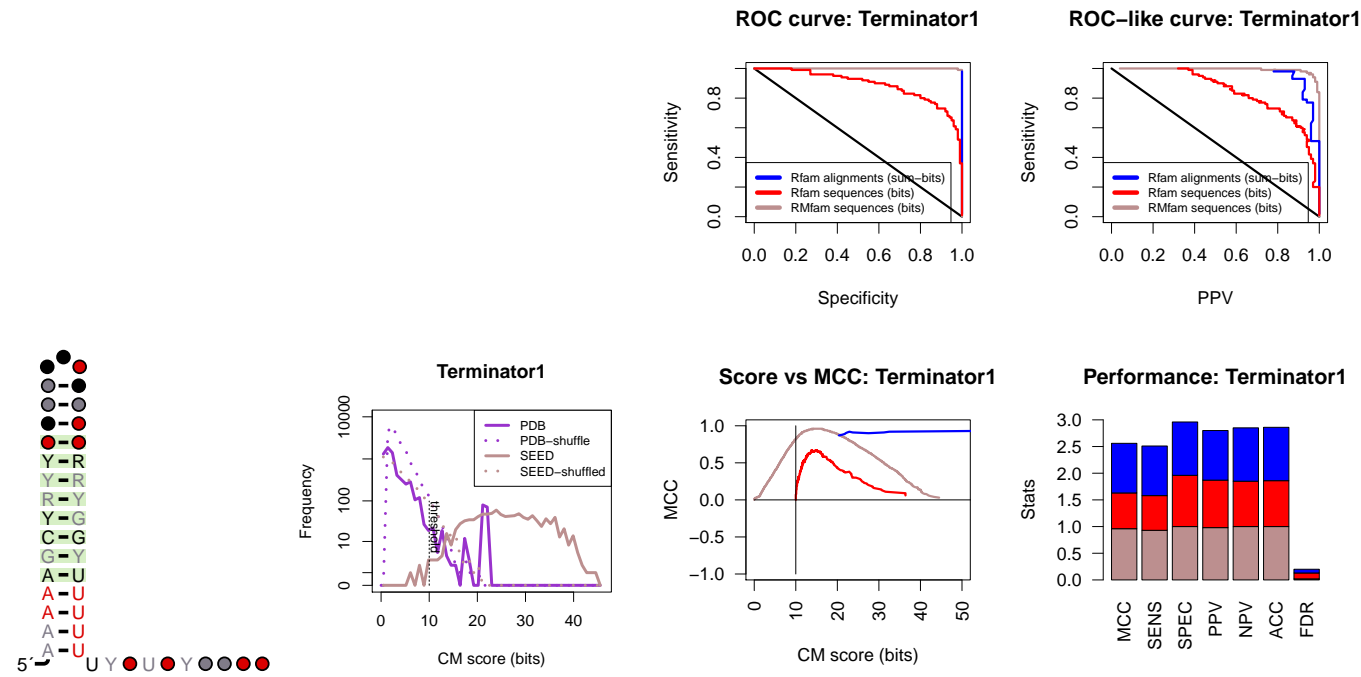 ROC curve: Terminator1
Sensitivity
0.0 0.4 0.8
Rfam alignments (sum−bits)
Rfam sequences (bits)
RMfam sequences (bits)
0.0 0.2 0.4 0.6 0.8 1.0
Specificity
ROC−like curve: Terminator1
Sensitivity
0.0 0.4 0.8
Rfam alignments (sum−bits)
Rfam sequences (bits)
RMfam sequences (bits)
0.0 0.2 0.4 0.6 0.8 1.0
PPV
Y R
Y R
R Y
Y G
C G
G Y
A U
A U
A U
A U
A U
5´
U Y U Y
Terminator1
Frequency
0 10 100 10000
PDB
PDB−shuffle
SEED
SEED−shuffled
threshold
0 10 20 30 40
CM score (bits)
Score vs MCC: Terminator1
MCC
1.0
0.5
0.0
−0.5
−1.0
0 10 20 30 40 50
CM score (bits)
Performance: Terminator1
Stats
3.0
2.5
2.0
1.5
1.0
0.5
0.0
MCC SENS SPEC PPV NPV ACC FDR